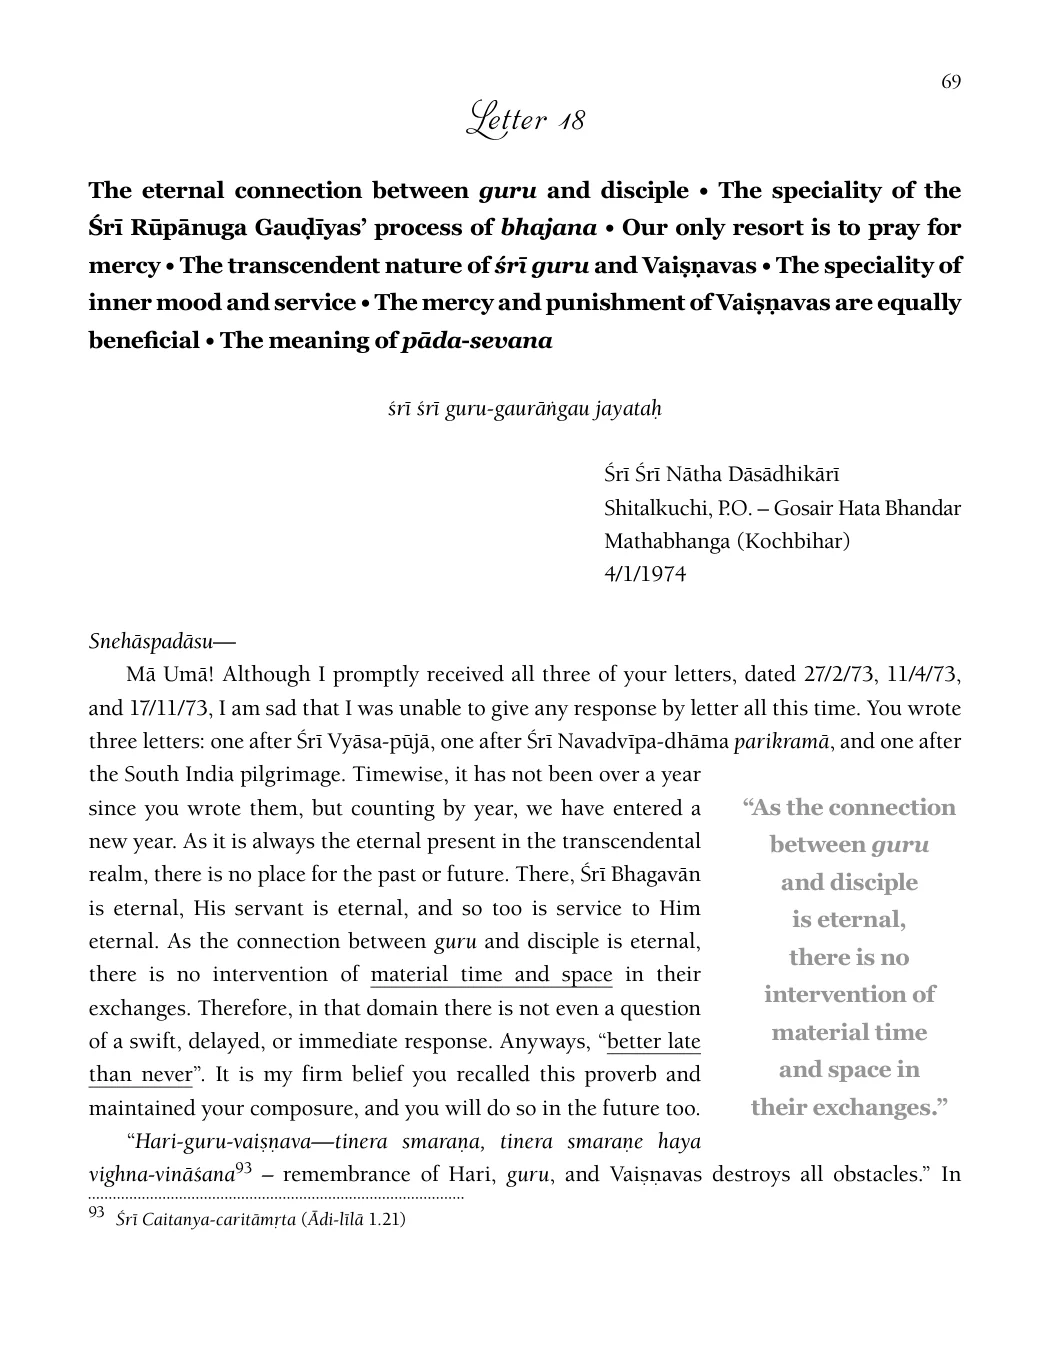 69
Letter 18
The eternal connection between guru and disciple • The speciality of the
Śrī Rūpānuga Gauḍīyas’ process of bhajana • Our only resort is to pray for
mercy • The transcendent nature of śrī guru and Vaiṣṇavas • The speciality of
inner mood and service • The mercy and punishment of Vaiṣṇavas are equally
beneficial • The meaning of pāda-sevana
śrī śrī guru-gaurāṅgau jayataḥ
Śrī Śrī Nātha Dāsādhikārī
Shitalkuchi, P.O. – Gosair Hata Bhandar
Mathabhanga (Kochbihar)
4/1/1974
Snehāspadāsu—
Mā Umā! Although I promptly received all three of your letters, dated 27/2/73, 11/4/73,
and 17/11/73, I am sad that I was unable to give any response by letter all this time. You wrote
three letters: one after Śrī Vyāsa-pūjā, one after Śrī Navadvīpa-dhāma parikramā, and one after
the South India pilgrimage. Timewise, it has not been over a year
since you wrote them, but counting by year, we have entered a
new year. As it is always the eternal present in the transcendental
realm, there is no place for the past or future. There, Śrī Bhagavān
is eternal, His servant is eternal, and so too is service to Him
eternal. As the connection between guru and disciple is eternal,
there is no intervention of material time and space in their
exchanges. Therefore, in that domain there is not even a question
of a swift, delayed, or immediate response. Anyways, “better late
than never”. It is my firm belief you recalled this proverb and
maintained your composure, and you will do so in the future too.
“As the connection
between guru
and disciple
is eternal,
there is no
intervention of
material time
and space in
their exchanges.”
“Hari-guru-vaiṣṇava—tinera smaraṇa, tinera smaraṇe haya
vighna-vināśana93 – remembrance of Hari, guru, and Vaiṣṇavas destroys all obstacles.” In
93 Śrī Caitanya-caritāmṛta (Ādi-līlā 1.21)